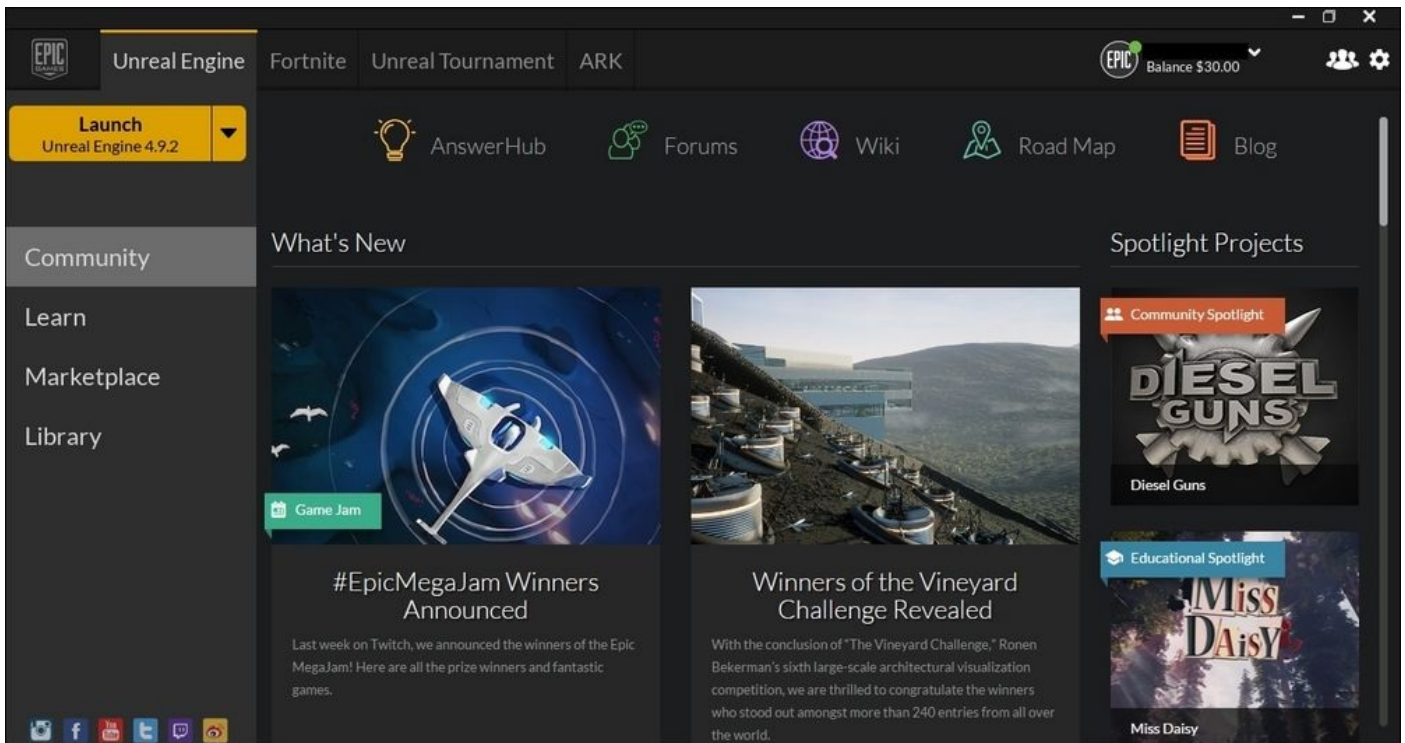 EPIC
GAMES
Unreal Engine
Fortnite
Unreal Tournament
ARK
EPIC
Balance $30.00
Launch
Unreal Engine 4.9.2
AnswerHub
Forums
Wiki
Road Map
Blog
Community
Learn
Marketplace
Library
What's New
Spotlight Projects
Game Jam
#EpicMegaJam Winners
Announced
Last week on Twitch, we announced the winners of the Epic
MegaJam! Here are all the prize winners and fantastic
games.
Winners of the Vineyard
Challenge Revealed
With the conclusion of "The Vineyard Challenge," Ronen
Bekerman's sixth large-scale architectural visualization
competition, we are thrilled to congratulate the winners
who stood out amongst more than 240 entries from all over
the world.
Community Spotlight
DIESEL
GUNS
Diesel Guns
Educational Spotlight
Miss
DAisY
Miss Daisy
You
Tube